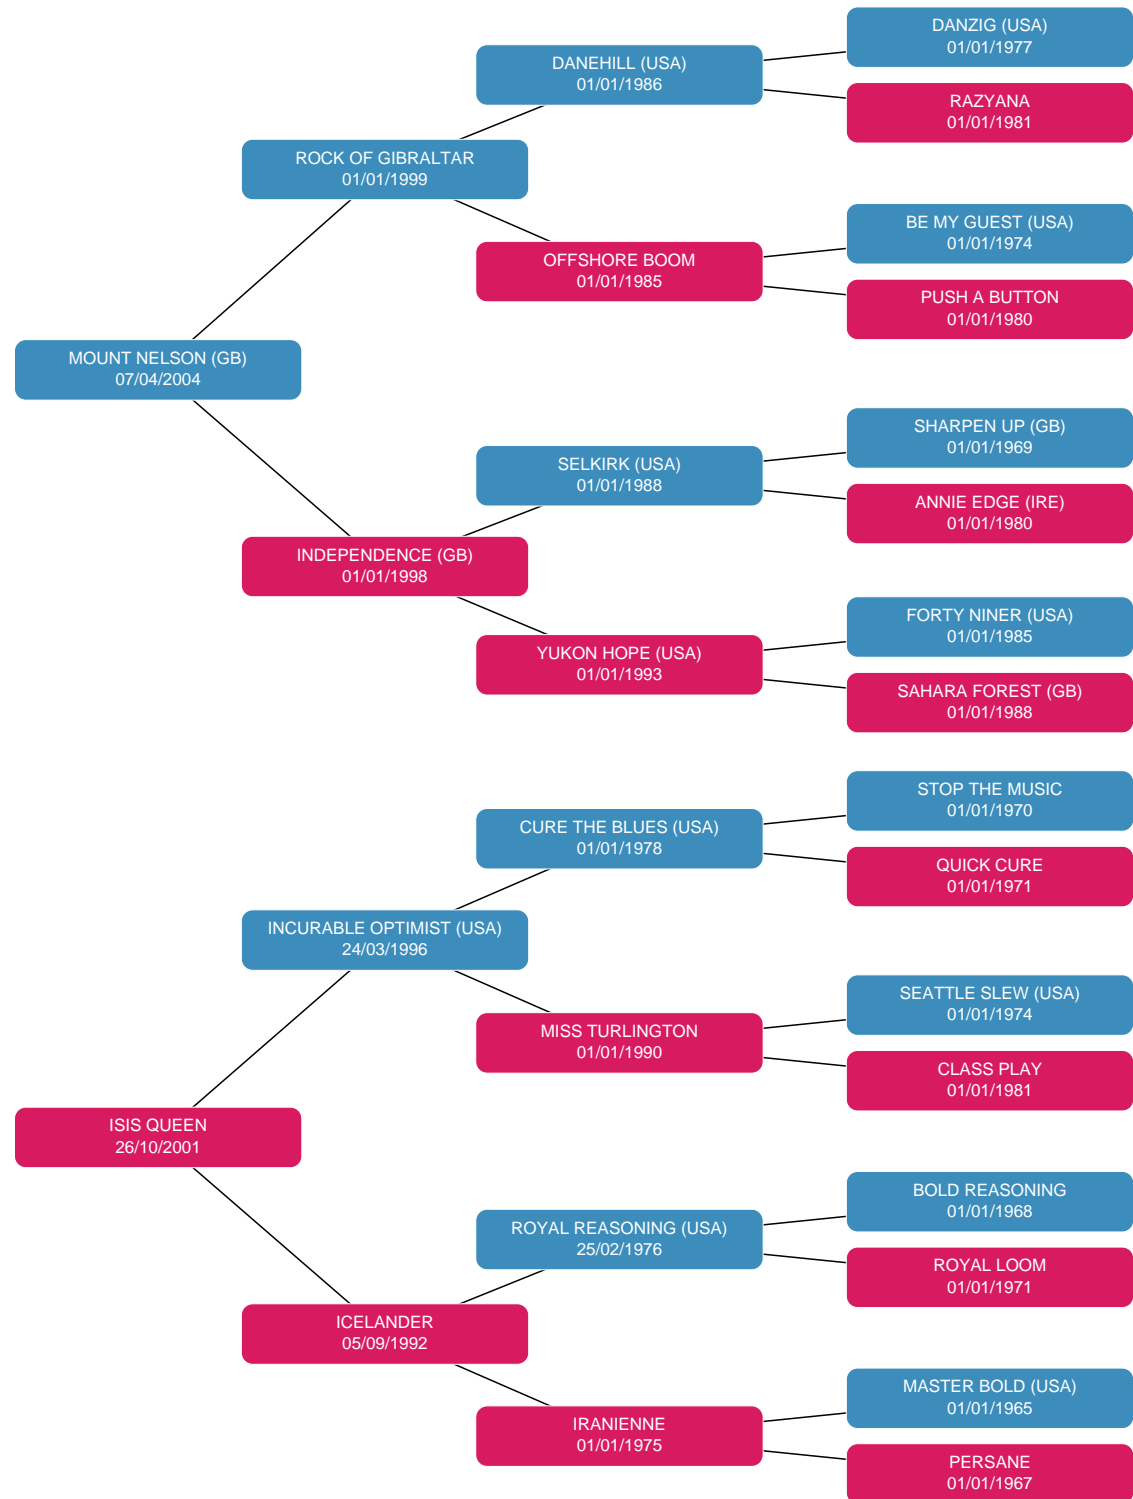 DANZIG (USA)
01/01/1977
DANEHILL (USA)
01/01/1986
RAZYANA
01/01/1981
ROCK OF GIBRALTAR
01/01/1999
BE MY GUEST (USA)
01/01/1974
OFFSHORE BOOM
01/01/1985
PUSH A BUTTON
01/01/1980
MOUNT NELSON (GB)
07/04/2004
SHARPEN UP (GB)
01/01/1969
SELKIRK (USA)
01/01/1988
ANNIE EDGE (IRE)
01/01/1980
INDEPENDENCE (GB)
01/01/1998
FORTY NINER (USA)
01/01/1985
YUKON HOPE (USA)
01/01/1993
SAHARA FOREST (GB)
01/01/1988
STOP THE MUSIC
01/01/1970
CURE THE BLUES (USA)
01/01/1978
QUICK CURE
01/01/1971
INCURABLE OPTIMIST (USA)
24/03/1996
SEATTLE SLEW (USA)
01/01/1974
MISS TURLINGTON
01/01/1990
CLASS PLAY
01/01/1981
ISIS QUEEN
26/10/2001
BOLD REASONING
01/01/1968
ROYAL REASONING (USA)
25/02/1976
ROYAL LOOM
01/01/1971
ICELANDER
05/09/1992
MASTER BOLD (USA)
01/01/1965
IRANIENNE
01/01/1975
PERSANE
01/01/1967